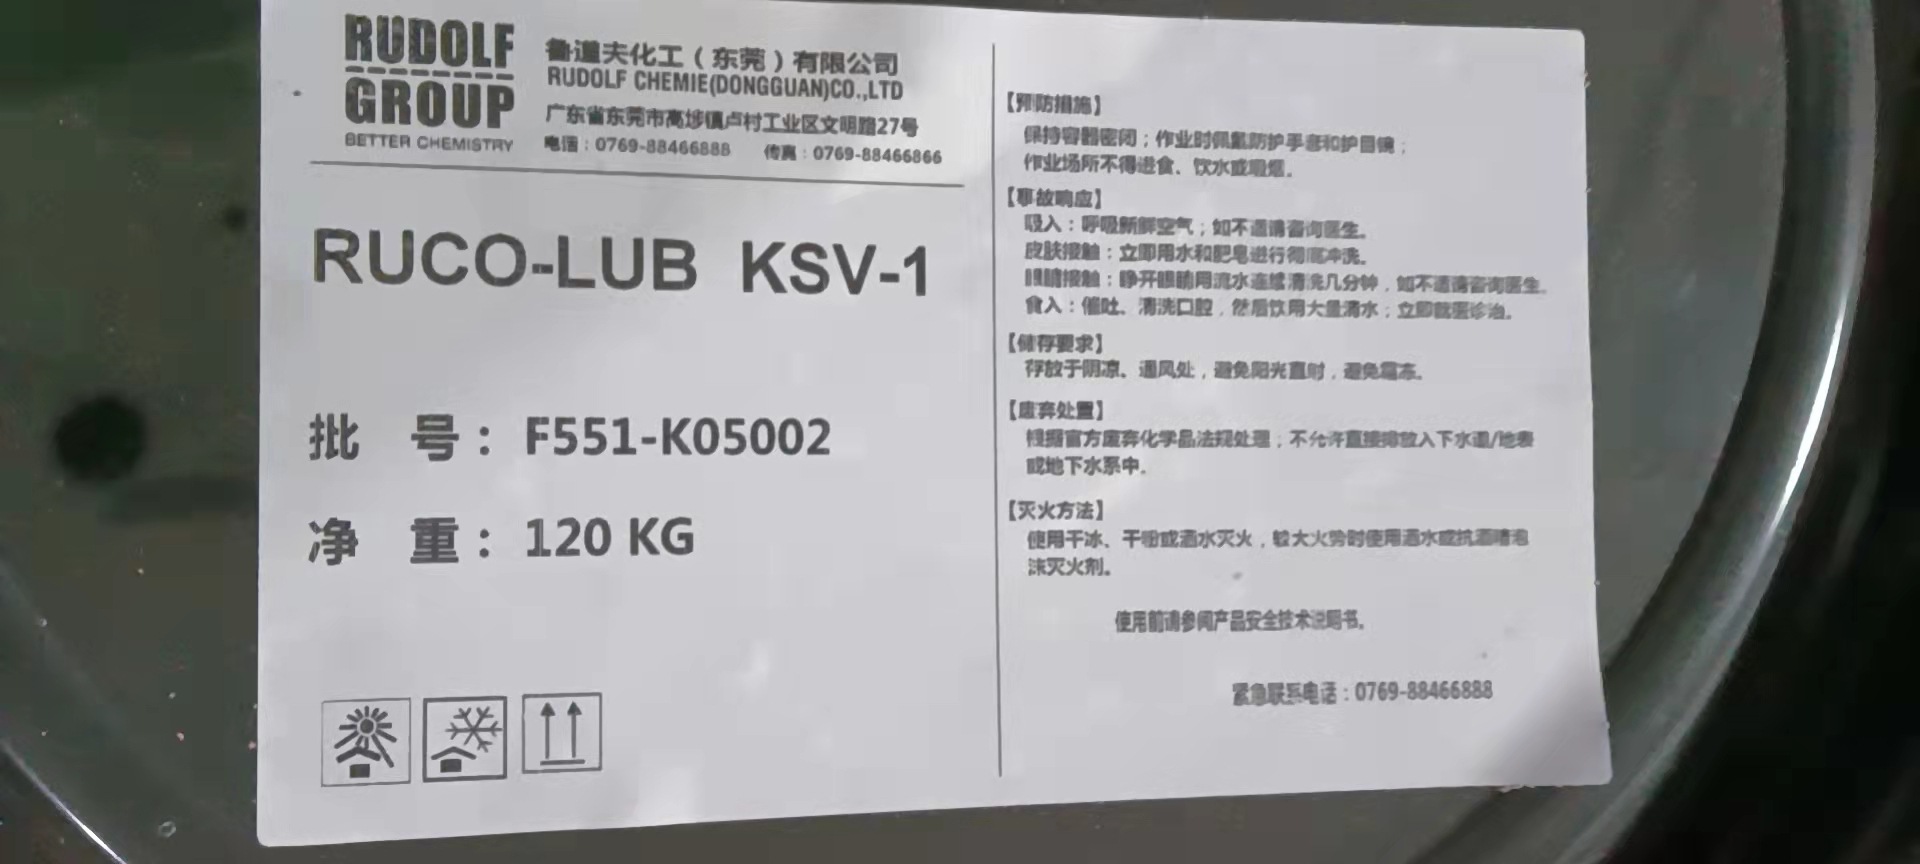 RUDOLF
GROUP
BETTER CHEMISTRY
鲁道夫化工（东莞）有限公司
RUDOLF CHEMIE(DONGGUAN)CO.,LTD
广东省东莞市高埗镇卢村工业区文明路27号
电话：0769-88466888 传真：0769-88466866
RUCO-LUB KSV-1
批 号：F551-K05002
净 重：120 KG
【预防措施】
保持容器密闭；作业时佩戴防护手套和护目镜；
作业场所不得进食、饮水或吸烟。
【事故响应】
吸入：呼吸新鲜空气；如不适请咨询医生。
皮肤接触：立即用水和肥皂进行彻底冲洗。
眼睛接触：睁开眼睛用流水连续清洗几分钟，如不适请咨询医生。
食入：催吐、清洗口腔，然后饮用大量清水；立即就医诊治。
【储存要求】
存放于阴凉、通风处，避免阳光直射，避免霜冻。
【废弃处置】
根据官方废弃化学品法规处理；不允许直接排放入下水道/地表
或地下水系中。
【灭火方法】
使用干冰、干粉或洒水灭火，较大火势时使用洒水或抗酒精泡
沫灭火剂。
使用前请参阅产品安全技术说明书。
紧急联系电话：0769-88466888